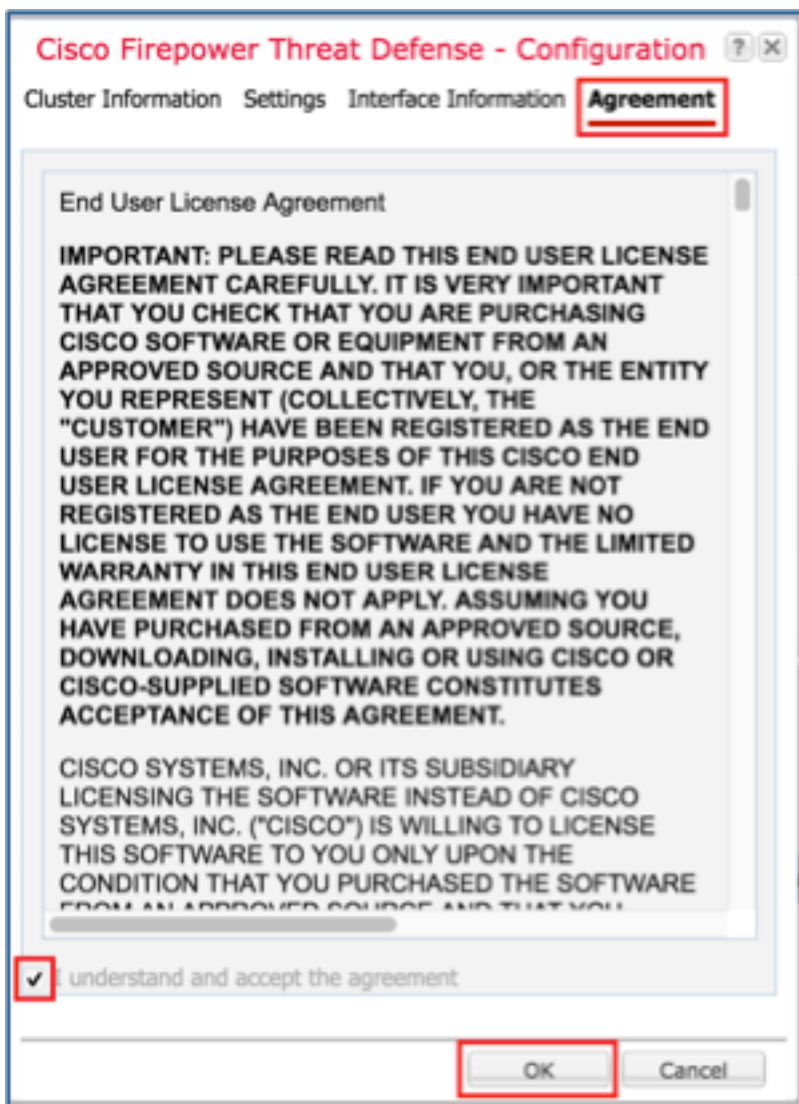 Cisco Firepower Threat Defense - Configuration ? ×
Cluster Information Settings Interface Information Agreement
End User License Agreement
IMPORTANT: PLEASE READ THIS END USER LICENSE
AGREEMENT CAREFULLY. IT IS VERY IMPORTANT
THAT YOU CHECK THAT YOU ARE PURCHASING
CISCO SOFTWARE OR EQUIPMENT FROM AN
APPROVED SOURCE AND THAT YOU, OR THE ENTITY
YOU REPRESENT (COLLECTIVELY, THE
"CUSTOMER") HAVE BEEN REGISTERED AS THE END
USER FOR THE PURPOSES OF THIS CISCO END
USER LICENSE AGREEMENT. IF YOU ARE NOT
REGISTERED AS THE END USER YOU HAVE NO
LICENSE TO USE THE SOFTWARE AND THE LIMITED
WARRANTY IN THIS END USER LICENSE
AGREEMENT DOES NOT APPLY. ASSUMING YOU
HAVE PURCHASED FROM AN APPROVED SOURCE,
DOWNLOADING, INSTALLING OR USING CISCO OR
CISCO-SUPPLIED SOFTWARE CONSTITUTES
ACCEPTANCE OF THIS AGREEMENT.
CISCO SYSTEMS, INC. OR ITS SUBSIDIARY
LICENSING THE SOFTWARE INSTEAD OF CISCO
SYSTEMS, INC. ("CISCO") IS WILLING TO LICENSE
THIS SOFTWARE TO YOU ONLY UPON THE
CONDITION THAT YOU PURCHASED THE SOFTWARE
FROM AN APPROVED SOURCE AND THAT YOU
I understand and accept the agreement
OK Cancel